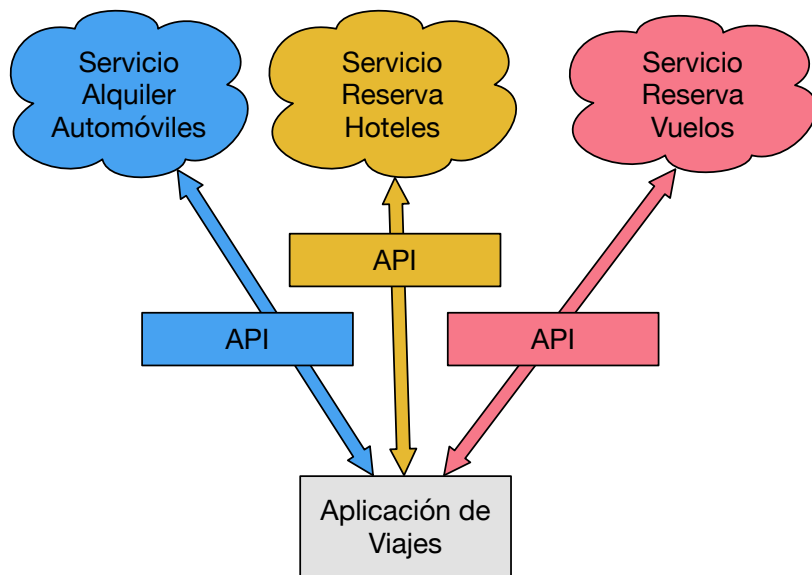 Servicio
Alquiler
Automóviles
Servicio
Reserva
Hoteles
Servicio
Reserva
Vuelos
API
API
API
Aplicación de
Viajes